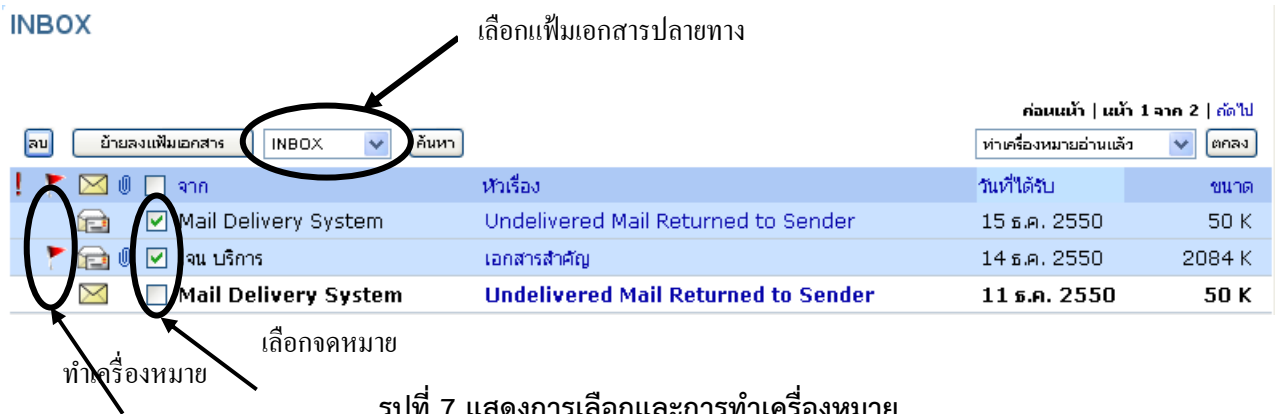 INBOX
เลือกแฟ้มเอกสารปลายทาง
ก่อนหน้า | หน้า 1 จาก 2 | ถัดไป
ลบ ย้ายลงแฟ้มเอกสาร INBOX ค้นหา ทำเครื่องหมายอ่านแล้ว ตกลง
จาก หัวเรื่อง วันที่ได้รับ ขนาด
Mail Delivery System Undelivered Mail Returned to Sender 15 ธ.ค. 2550 50 K
บริการ เอกสารสำคัญ 14 ธ.ค. 2550 2084 K
Mail Delivery System Undelivered Mail Returned to Sender 11 ธ.ค. 2550 50 K
เลือกจดหมาย
ทำเครื่องหมาย
รูปที่ 7 แสดงการเลือกและการทำเครื่องหมาย